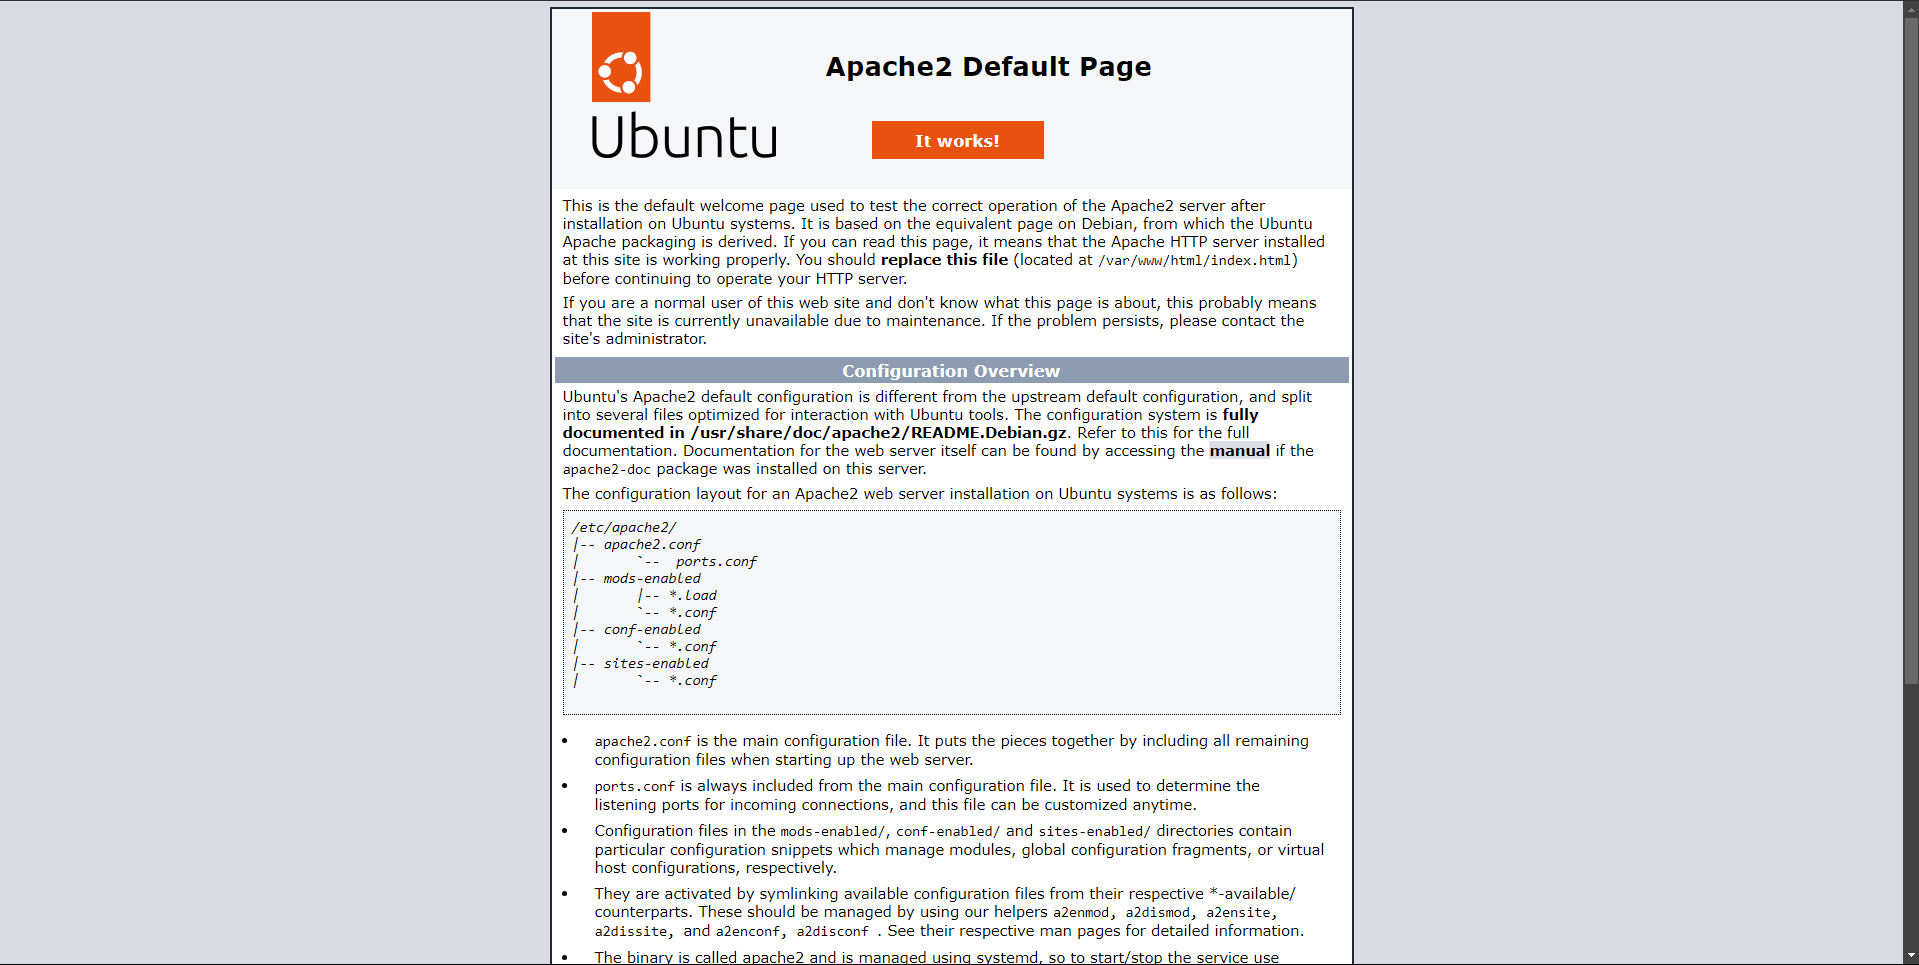 Apache2 Default Page
Ubuntu
It works!
This is the default welcome page used to test the correct operation of the Apache2 server after
installation on Ubuntu systems. It is based on the equivalent page on Debian, from which the Ubuntu
Apache packaging is derived. If you can read this page, it means that the Apache HTTP server installed
at this site is working properly. You should replace this file (located at /var/www/html/index.html)
before continuing to operate your HTTP server.
If you are a normal user of this web site and don't know what this page is about, this probably means
that the site is currently unavailable due to maintenance. If the problem persists, please contact the
site's administrator.
Configuration Overview
Ubuntu's Apache2 default configuration is different from the upstream default configuration, and split
into several files optimized for interaction with Ubuntu tools. The configuration system is fully
documented in /usr/share/doc/apache2/README.Debian.gz. Refer to this for the full
documentation. Documentation for the web server itself can be found by accessing the manual if the
apache2-doc package was installed on this server.
The configuration layout for an Apache2 web server installation on Ubuntu systems is as follows:
/etc/apache2/
|-- apache2.conf
|       `--  ports.conf
|-- mods-enabled
|       |-- *.load
|       `-- *.conf
|-- conf-enabled
|       `-- *.conf
|-- sites-enabled
|       `-- *.conf
• apache2.conf is the main configuration file. It puts the pieces together by including all remaining
configuration files when starting up the web server.
• ports.conf is always included from the main configuration file. It is used to determine the
listening ports for incoming connections, and this file can be customized anytime.
• Configuration files in the mods-enabled/, conf-enabled/ and sites-enabled/ directories contain
particular configuration snippets which manage modules, global configuration fragments, or virtual
host configurations, respectively.
• They are activated by symlinking available configuration files from their respective *-available/
counterparts. These should be managed by using our helpers a2enmod, a2dismod, a2ensite,
a2dissite, and a2enconf, a2disconf . See their respective man pages for detailed information.
• The binary is called apache2 and is managed using systemd, so to start/stop the service use